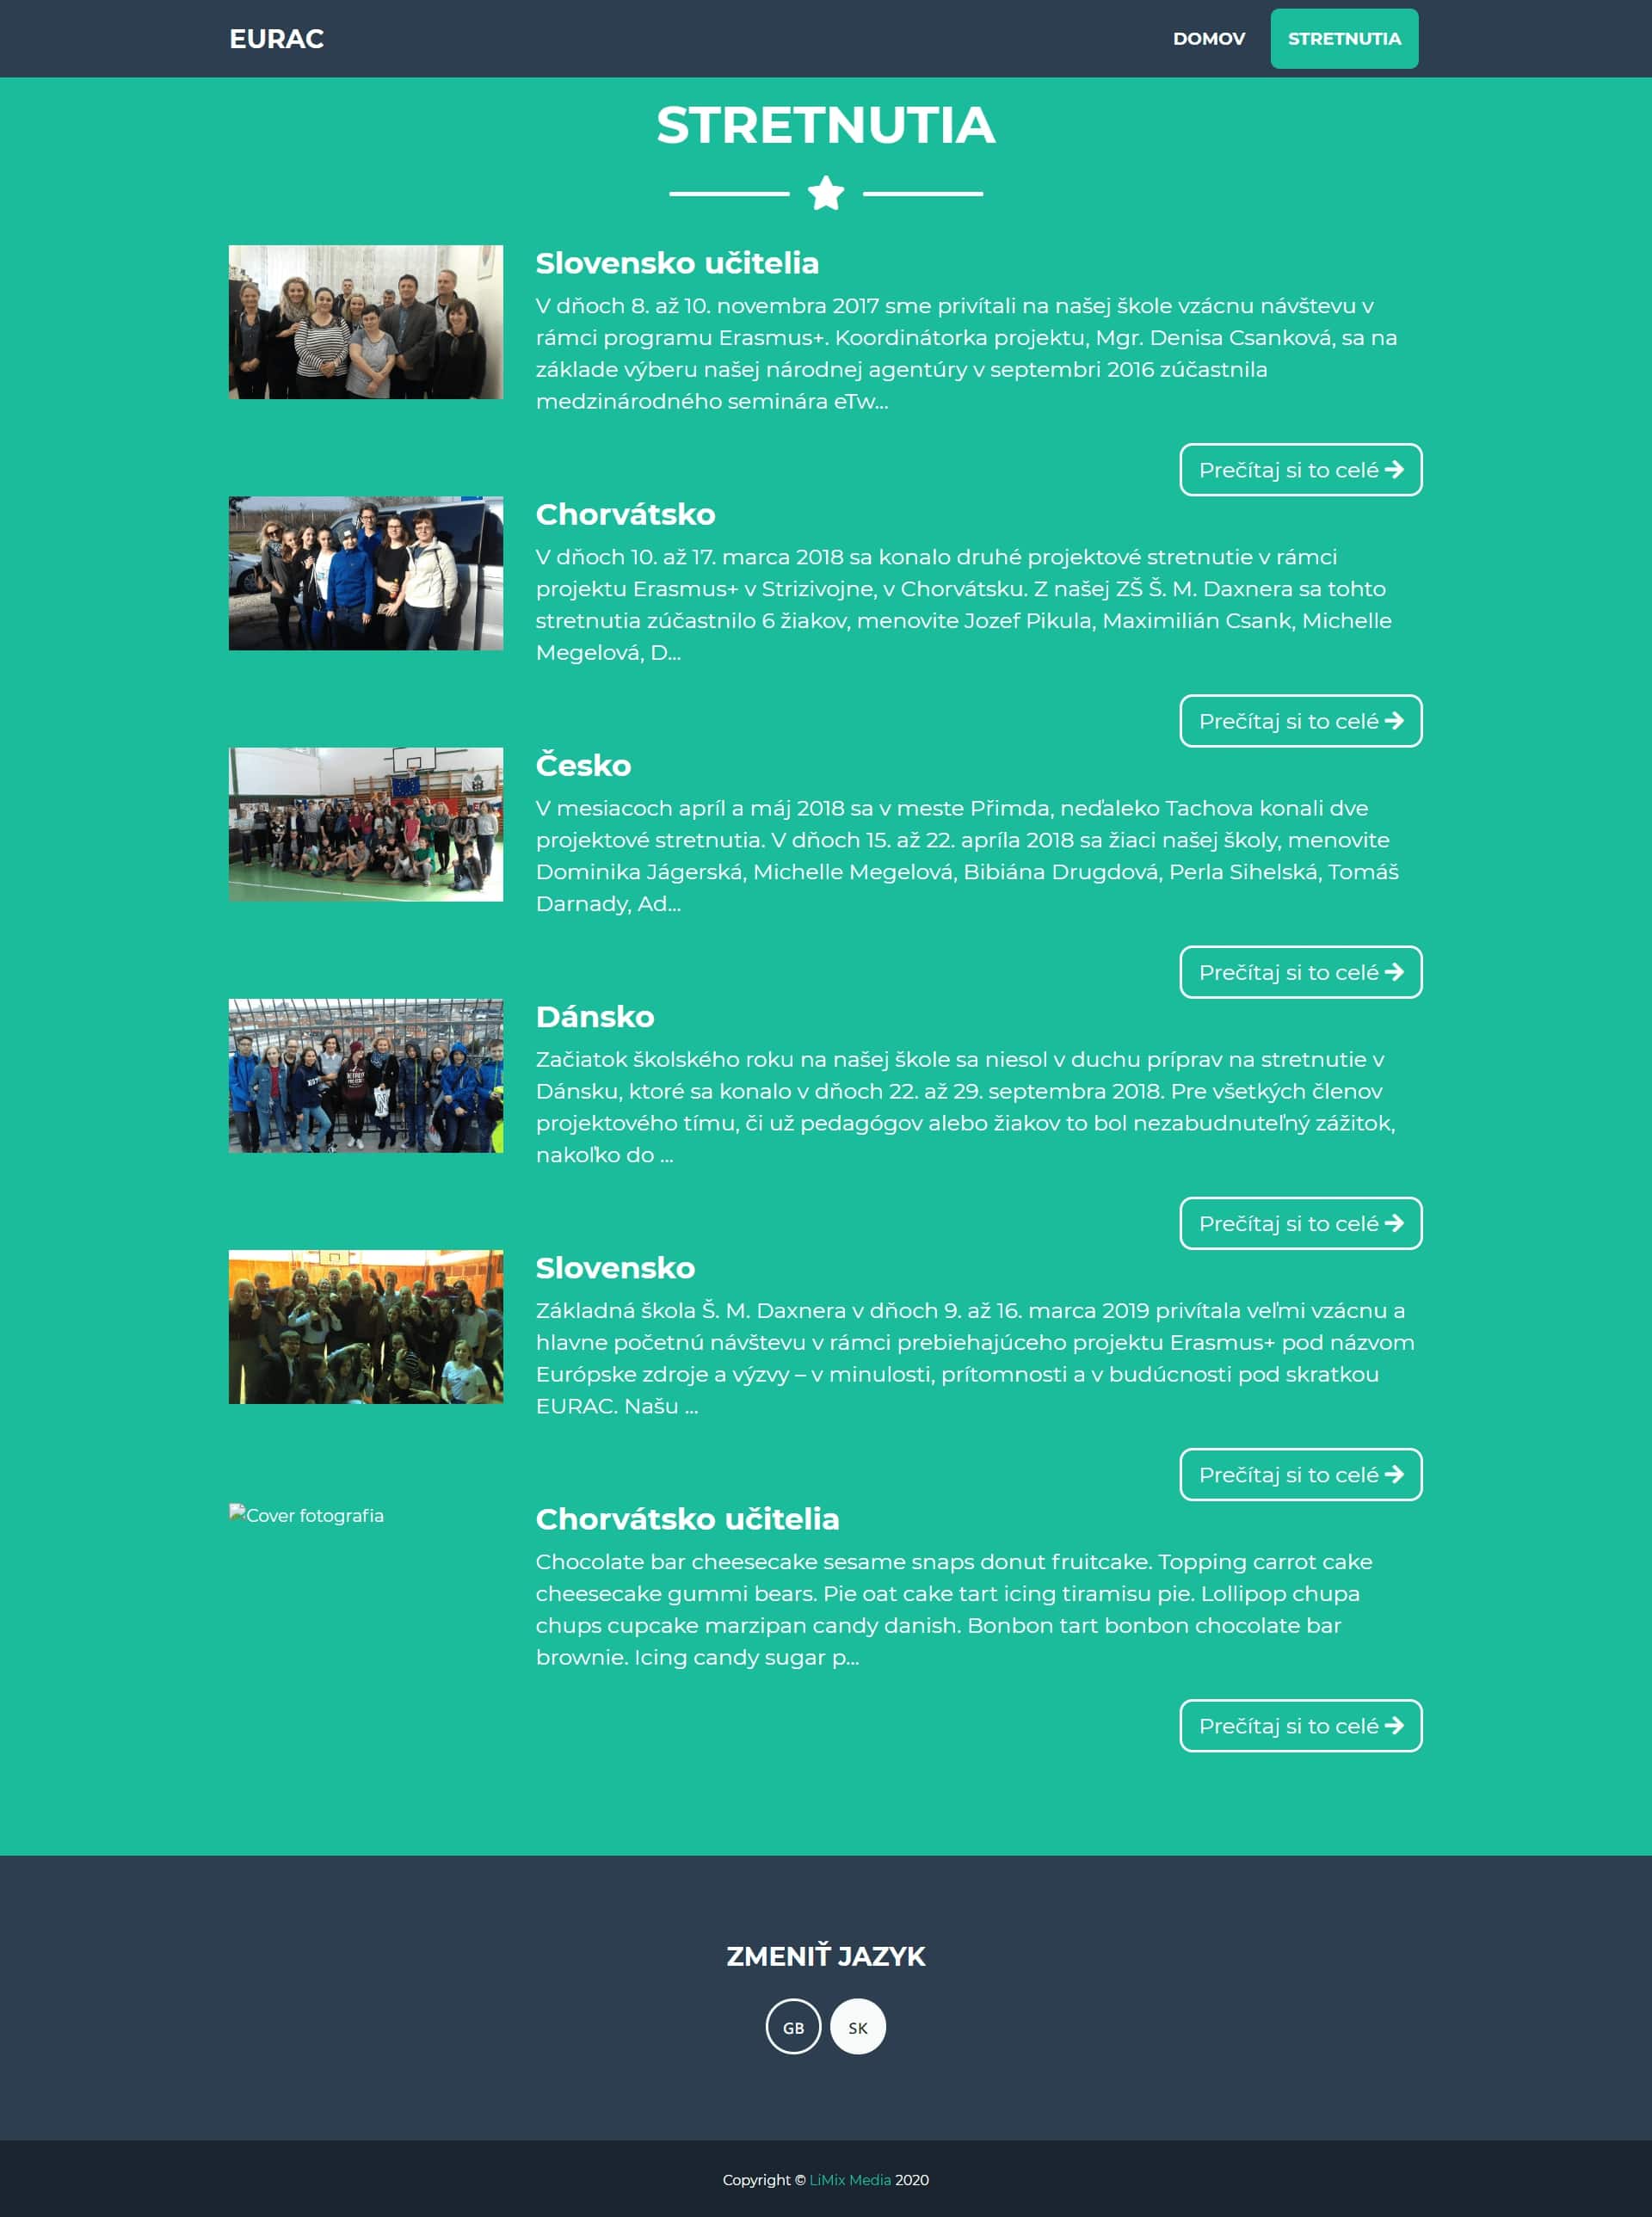 EURAC
DOMOV
STRETNUTIA
STRETNUTIA
Slovensko učitelia
V dňoch 8. až 10. novembra 2017 sme privítali na našej škole vzácnu návštevu v
rámci programu Erasmus+. Koordinátorka projektu, Mgr. Denisa Csanková, sa na
základe výberu našej národnej agentúry v septembri 2016 zúčastnila
medzinárodného seminára eTw...
Prečítaj si to celé
Chorvátsko
V dňoch 10. až 17. marca 2018 sa konalo druhé projektové stretnutie v rámci
projektu Erasmus+ v Strizivojne, v Chorvátsku. Z našej ZŠ Š. M. Daxnera sa tohto
stretnutia zúčastnilo 6 žiakov, menovite Jozef Pikula, Maximilián Csank, Michelle
Megelová, D...
Prečítaj si to celé
Česko
V mesiacoch apríl a máj 2018 sa v meste Přimda, neďaleko Tachova konali dve
projektové stretnutia. V dňoch 15. až 22. apríla 2018 sa žiaci našej školy, menovite
Dominika Jágerská, Michelle Megelová, Bibiána Drugdová, Perla Sihelská, Tomáš
Darnady, Ad...
Prečítaj si to celé
Dánsko
Začiatok školského roku na našej škole sa niesol v duchu príprav na stretnutie v
Dánsku, ktoré sa konalo v dňoch 22. až 29. septembra 2018. Pre všetkých členov
projektového tímu, či už pedagógov alebo žiakov to bol nezabudnuteľný zážitok,
nakoľko do ...
Prečítaj si to celé
Slovensko
Základná škola Š. M. Daxnera v dňoch 9. až 16. marca 2019 privítala veľmi vzácnu a
hlavne početnú návštevu v rámci prebiehajúceho projektu Erasmus+ pod názvom
Európske zdroje a výzvy – v minulosti, prítomnosti a v budúcnosti pod skratkou
EURAC. Našu ...
Prečítaj si to celé
Cover fotografia
Chorvátsko učitelia
Chocolate bar cheesecake sesame snaps donut fruitcake. Topping carrot cake
cheesecake gummi bears. Pie oat cake tart icing tiramisu pie. Lollipop chupa
chups cupcake marzipan candy danish. Bonbon tart bonbon chocolate bar
brownie. Icing candy sugar p...
Prečítaj si to celé
ZMENIŤ JAZYK
GB
SK
Copyright © LiMix Media 2020